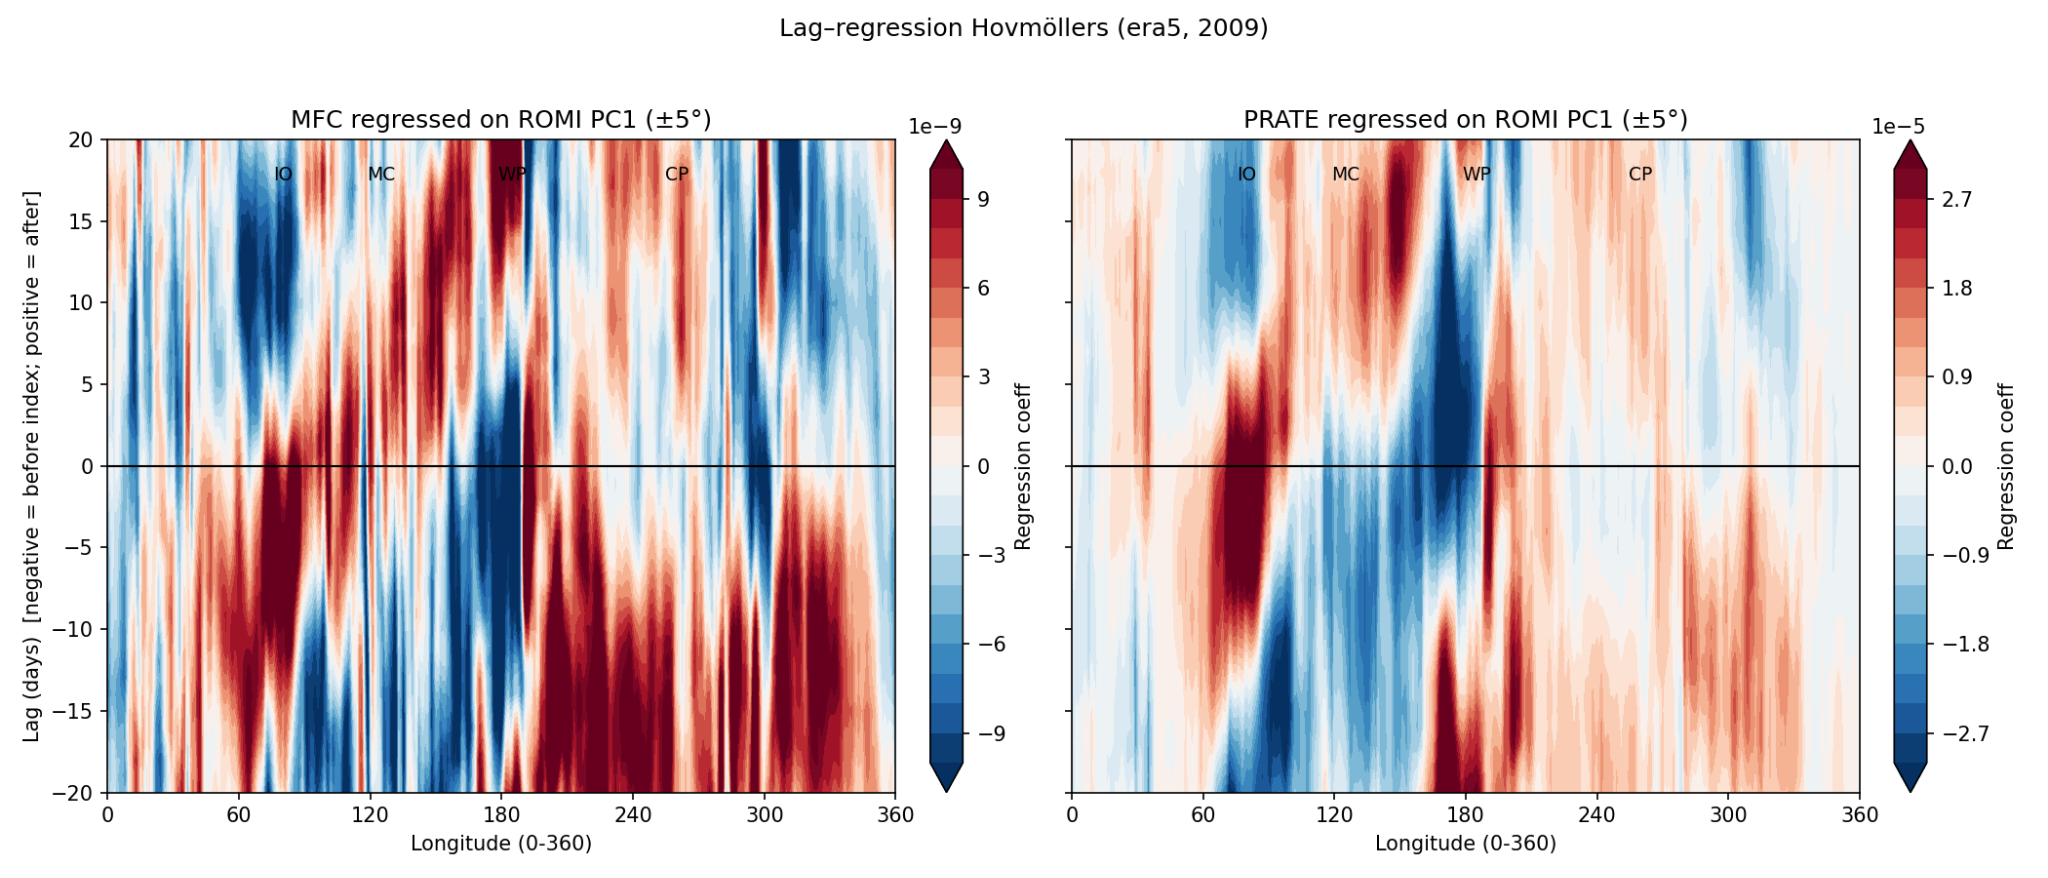 Lag–regression Hovmöllers (era5, 2009)
MFC regressed on ROMI PC1 (±5°)
Lag (days)  [negative = before index; positive = after]
20
15
10
5
0
−5
−10
−15
−20
IO MC WP CP
0 60 120 180 240 300 360
Longitude (0-360)
1e−9
9
6
3
0
−3
−6
−9
Regression coeff
PRATE regressed on ROMI PC1 (±5°)
IO MC WP CP
0 60 120 180 240 300 360
Longitude (0-360)
1e−5
2.7
1.8
0.9
0.0
−0.9
−1.8
−2.7
Regression coeff